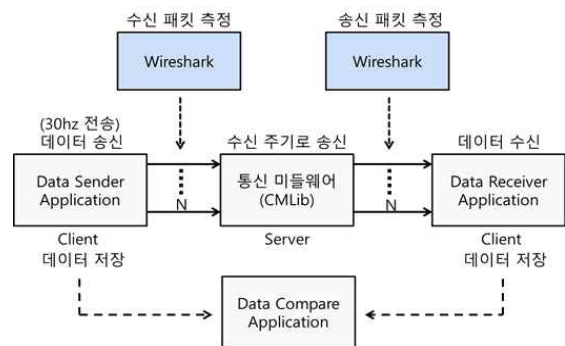 수신 패킷 측정
송신 패킷 측정
Wireshark
Wireshark
(30hz 전송)
데이터 송신
수신 주기로 송신
데이터 수신
Data Sender
Application
N
통신 미들웨어
(CMLib)
N
Data Receiver
Application
Client
데이터 저장
Server
Client
데이터 저장
Data Compare
Application